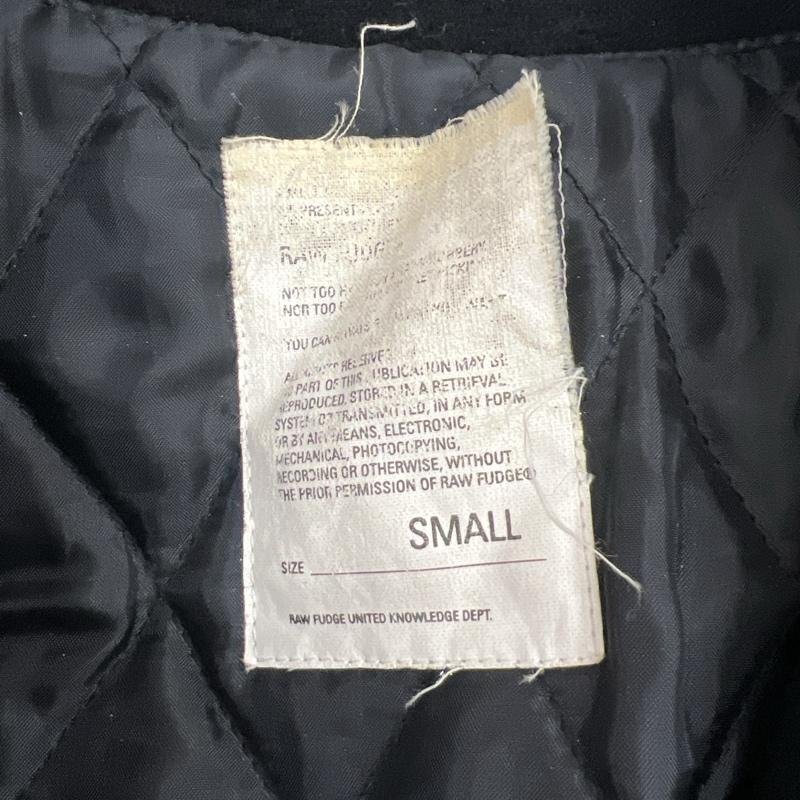 PRESENT
RAW FUDGE
NOT TOO
NOR TOO
YOU CAN ALWAYS
ALL RIGHTS RESERVED
PART OF THIS PUBLICATION MAY BE
REPRODUCED, STORED IN A RETRIEVAL
SYSTEM OR TRANSMITTED, IN ANY FORM
OR BY ANY MEANS, ELECTRONIC,
MECHANICAL, PHOTOCOPYING,
RECORDING OR OTHERWISE, WITHOUT
THE PRIOR PERMISSION OF RAW FUDGE®
SMALL
SIZE
RAW FUDGE UNITED KNOWLEDGE DEPT.